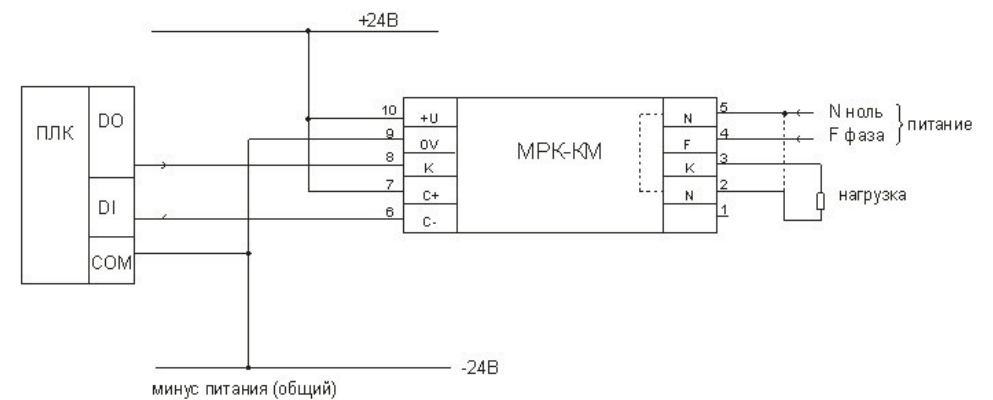 +24В
ПЛК
DO
DI
COM
10
9
8
7
6
+U
0V
К
C+
C-
МРК-КМ
N
F
К
N
5
4
3
2
1
N ноль
F фаза
питание
нагрузка
-24В
минус питания (общий)